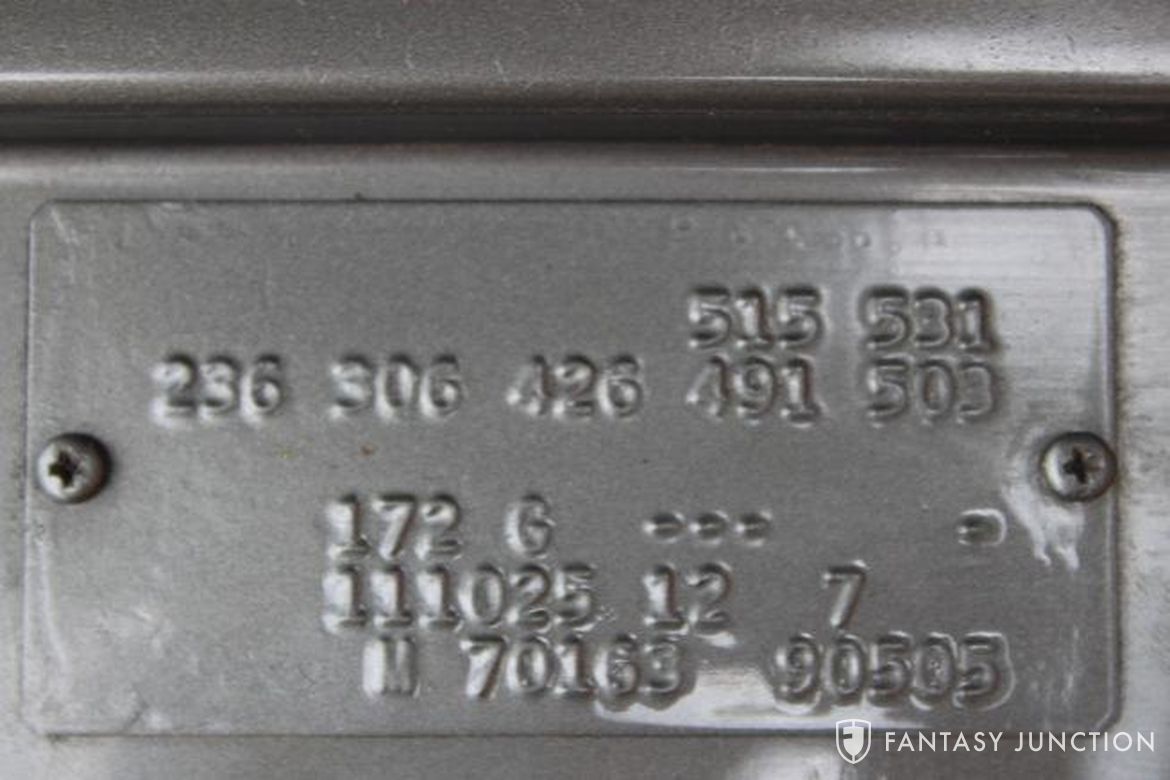 515 531
236 306 426 491 503
172 G --- -
111025 12 7
M 70163 90505
FANTASY JUNCTION